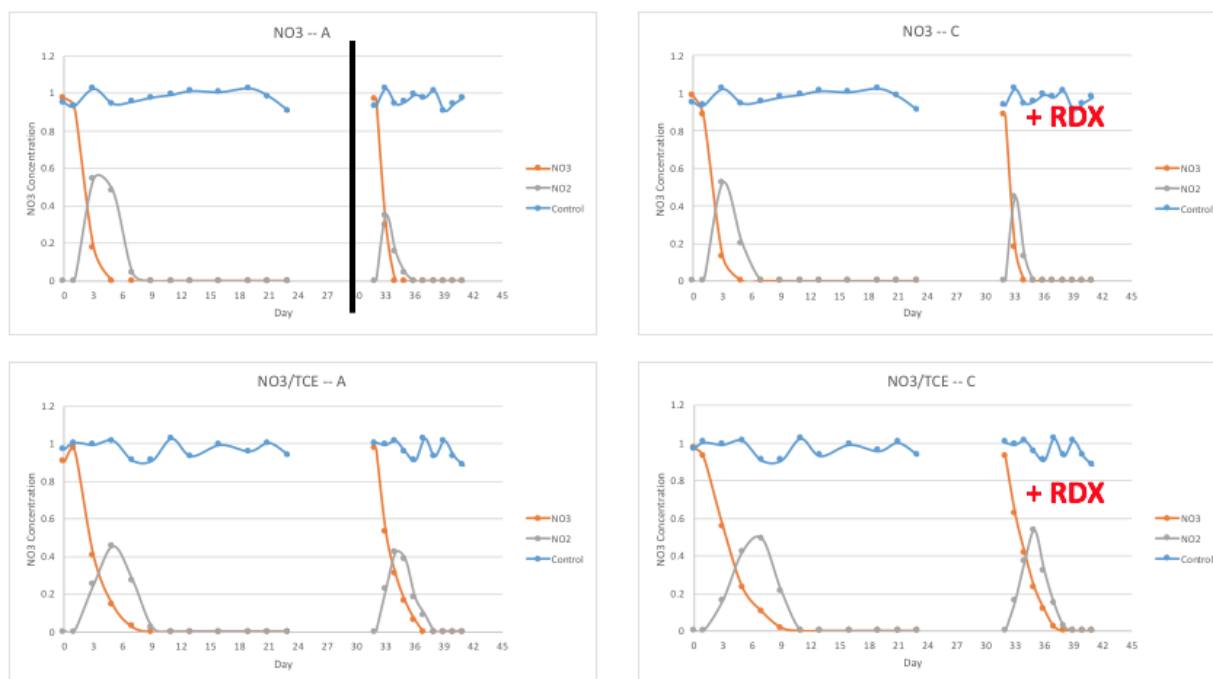 NO3 -- A
1.2
1
0.8
0.6
0.4
0.2
0
NO3 Concentration
0 3 6 9 12 15 18 21 24 27 30 33 36 39 42 45
Day
NO3
NO2
Control
NO3 -- C
1.2
1
0.8
0.6
0.4
0.2
0
NO3 Concentration
0 3 6 9 12 15 18 21 24 27 30 33 36 39 42 45
Day
+ RDX
NO3
NO2
Control
NO3/TCE -- A
1.2
1
0.8
0.6
0.4
0.2
0
NO3 Concentration
0 3 6 9 12 15 18 21 24 27 30 33 36 39 42 45
Day
NO3
NO2
Control
NO3/TCE -- C
1.2
1
0.8
0.6
0.4
0.2
0
NO3 Concentration
0 3 6 9 12 15 18 21 24 27 30 33 36 39 42 45
Day
+ RDX
NO3
NO2
Control